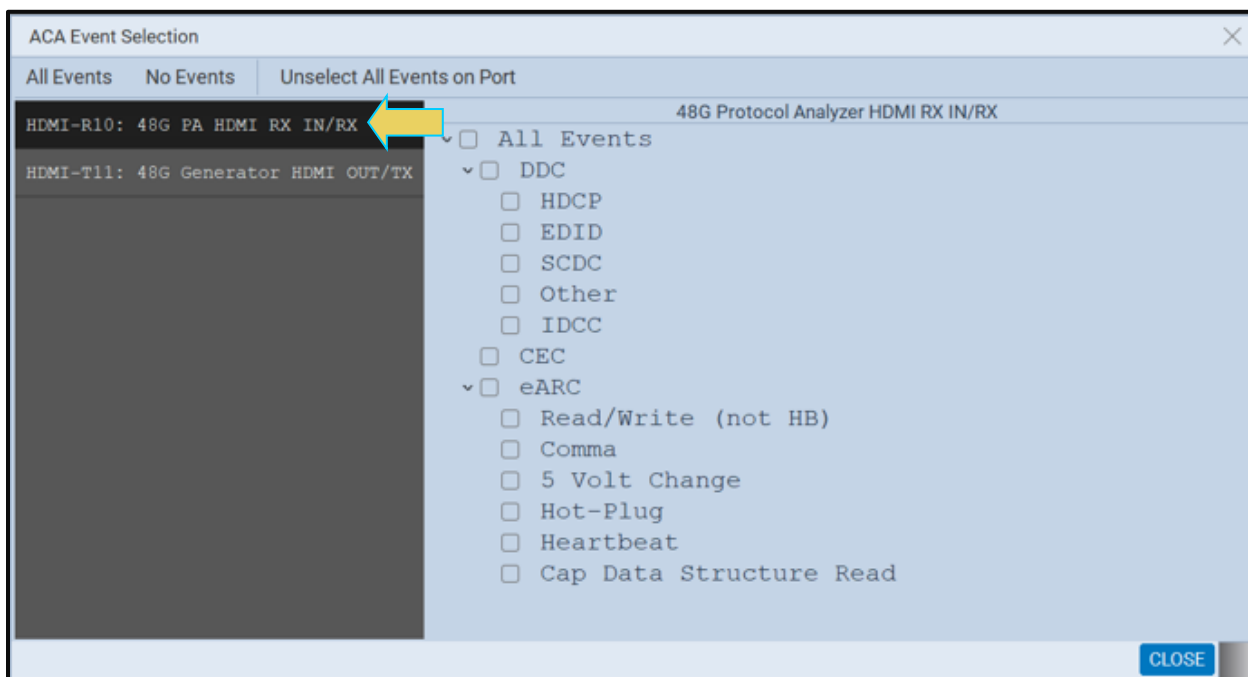 ACA Event Selection
All Events No Events Unselect All Events on Port
HDMI-R10: 48G PA HDMI RX IN/RX
HDMI-T11: 48G Generator HDMI OUT/TX
48G Protocol Analyzer HDMI RX IN/RX
All Events
DDC
HDCP
EDID
SCDC
Other
IDCC
CEC
eARC
Read/Write (not HB)
Comma
5 Volt Change
Hot-Plug
Heartbeat
Cap Data Structure Read
CLOSE